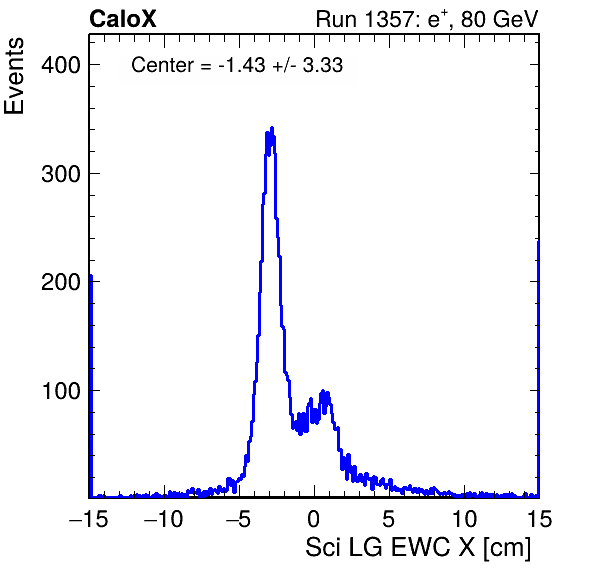 CaloX Run 1357: e⁺, 80 GeV
Events
Center = -1.43 +/- 3.33
400
300
200
100
−15 −10 −5 0 5 10 15
Sci LG EWC X [cm]